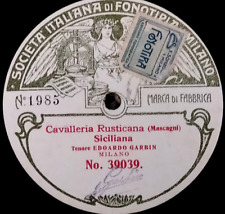 SOCIETÀ ITALIANA DI FONOTIPIA MILANO
FONOTIPIA
No 1985
MARCA DI FABBRICA
Cavalleria Rusticana (Mascagni)
Siciliana
Tenore EDOARDO GARBIN
MILANO
No. 39039.